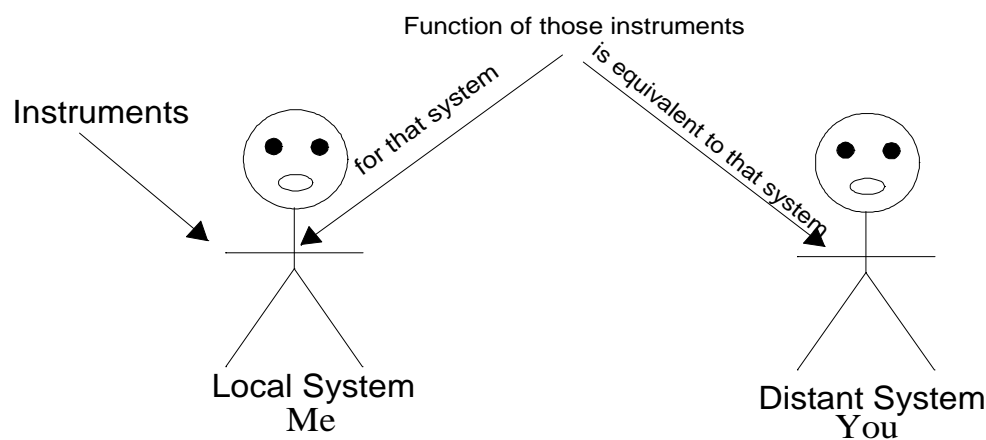 Function of those instruments
Instruments
for that system
is equivalent to that system
Local System
Me
Distant System
You